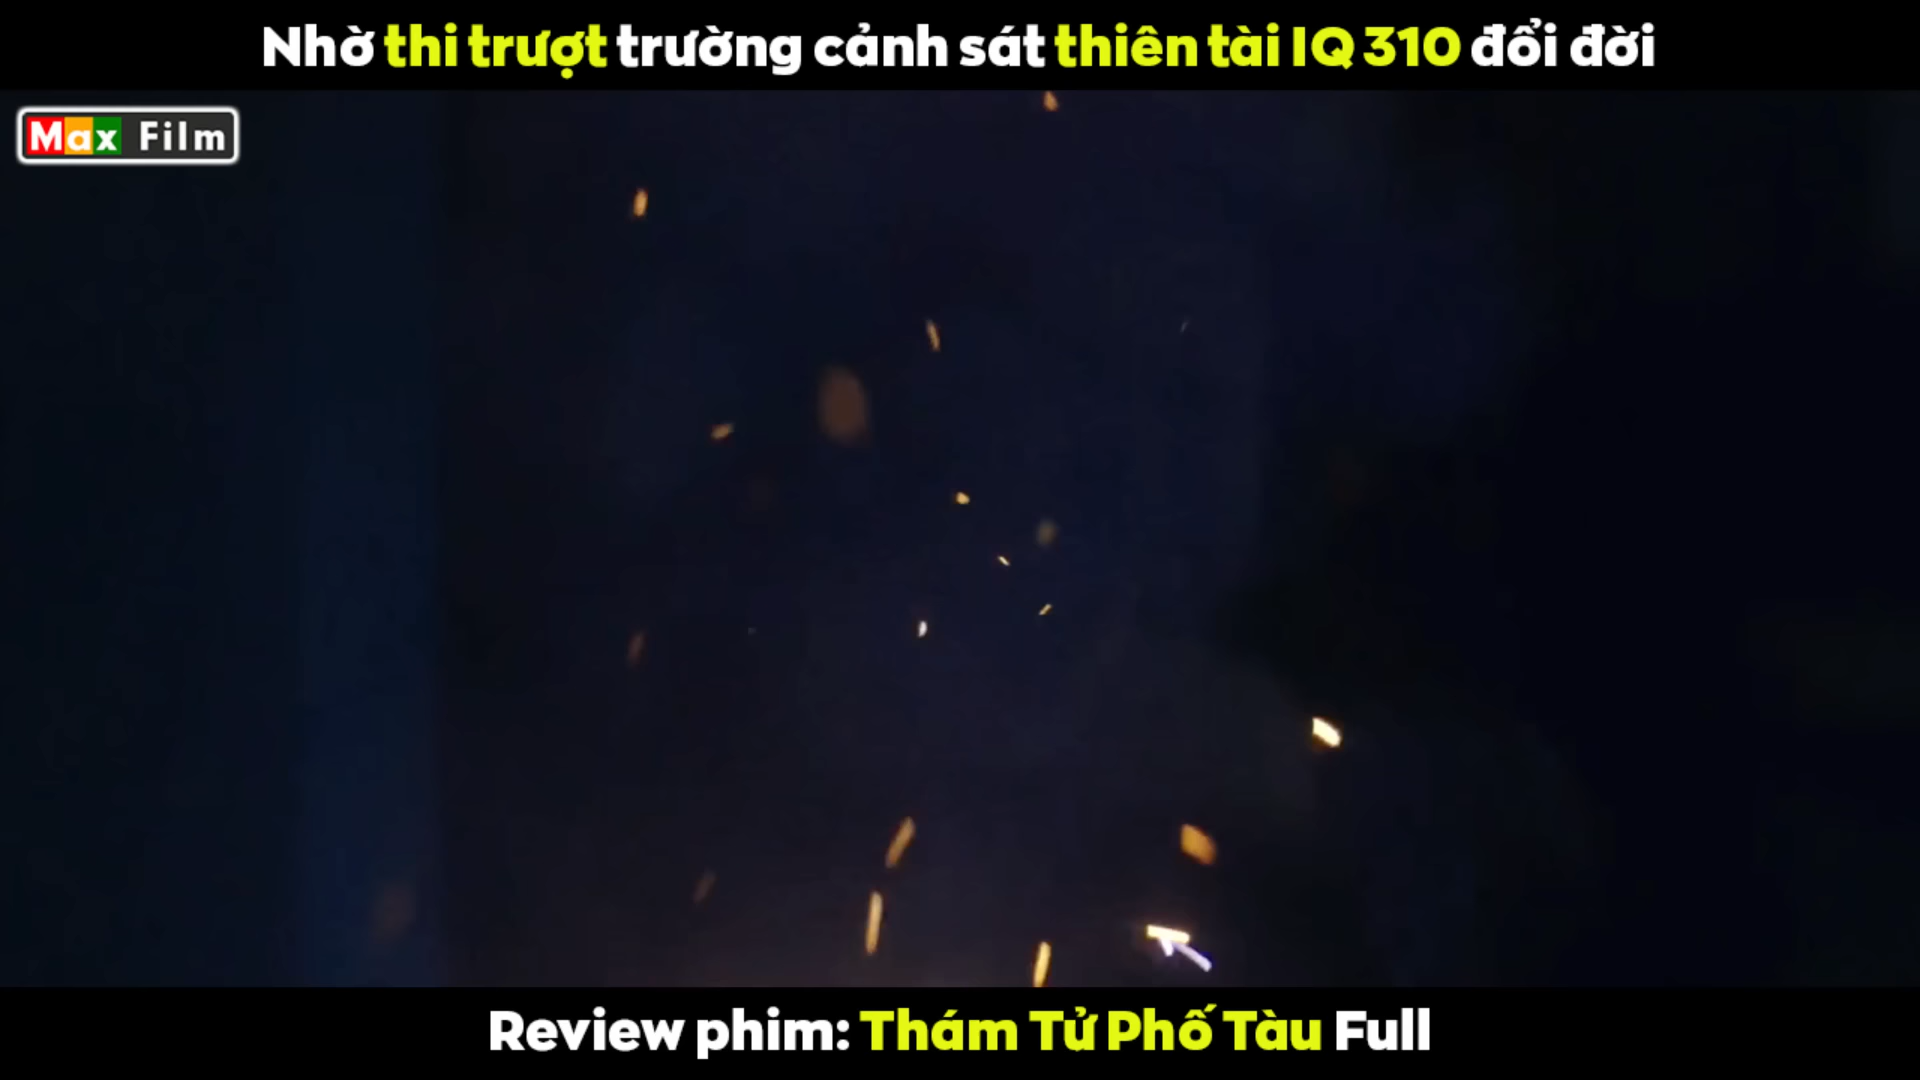 Nhờ thi trượt trường cảnh sát thiên tài IQ 310 đổi đời
Max Film
Review phim: Thám Tử Phố Tàu Full